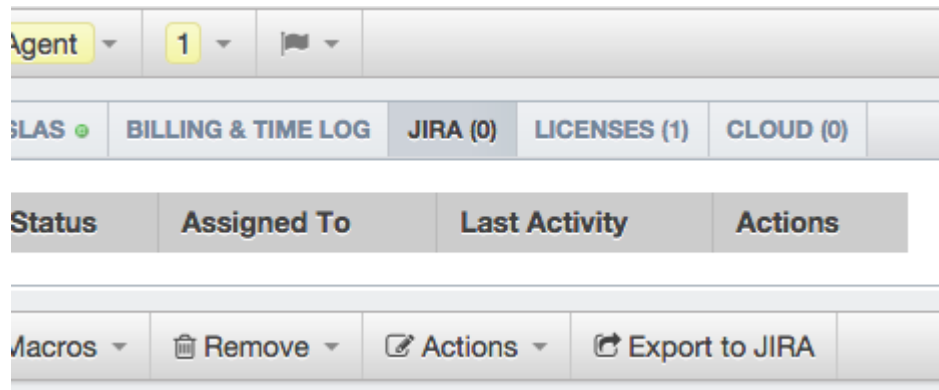 Agent 1
SLAS BILLING & TIME LOG JIRA (0) LICENSES (1) CLOUD (0)
Status Assigned To Last Activity Actions
Macros Remove Actions Export to JIRA